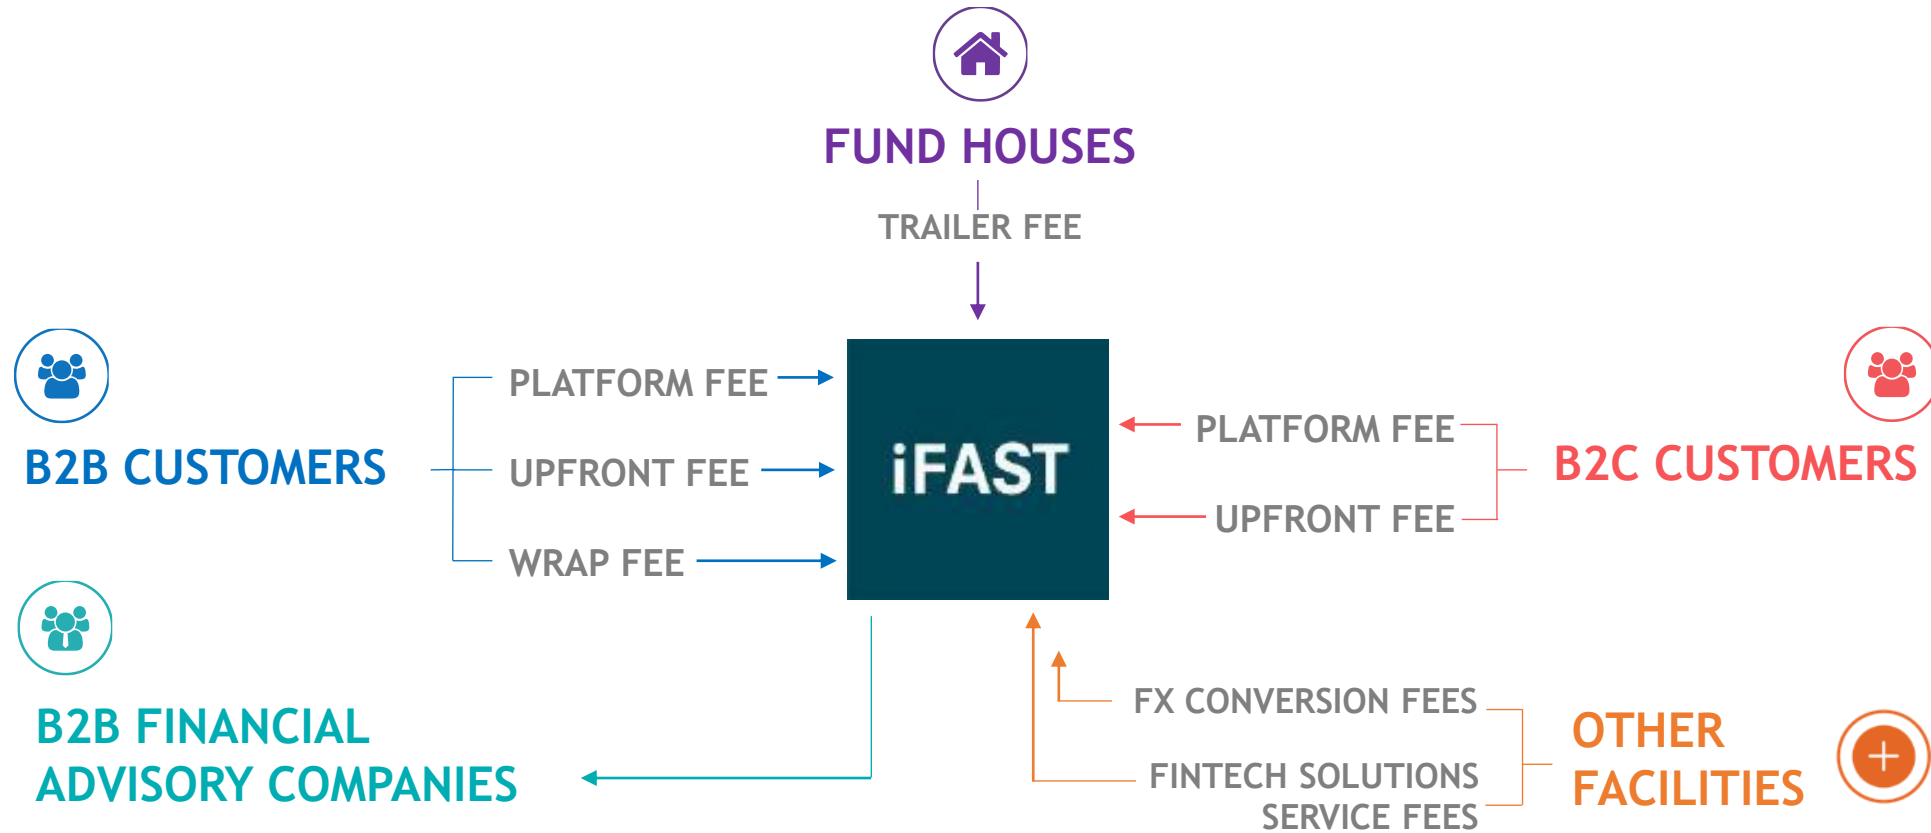 FUND HOUSES
TRAILER FEE
B2B CUSTOMERS
PLATFORM FEE
UPFRONT FEE
WRAP FEE
iFAST
PLATFORM FEE
UPFRONT FEE
B2C CUSTOMERS
B2B FINANCIAL
ADVISORY COMPANIES
FX CONVERSION FEES
FINTECH SOLUTIONS
SERVICE FEES
OTHER
FACILITIES